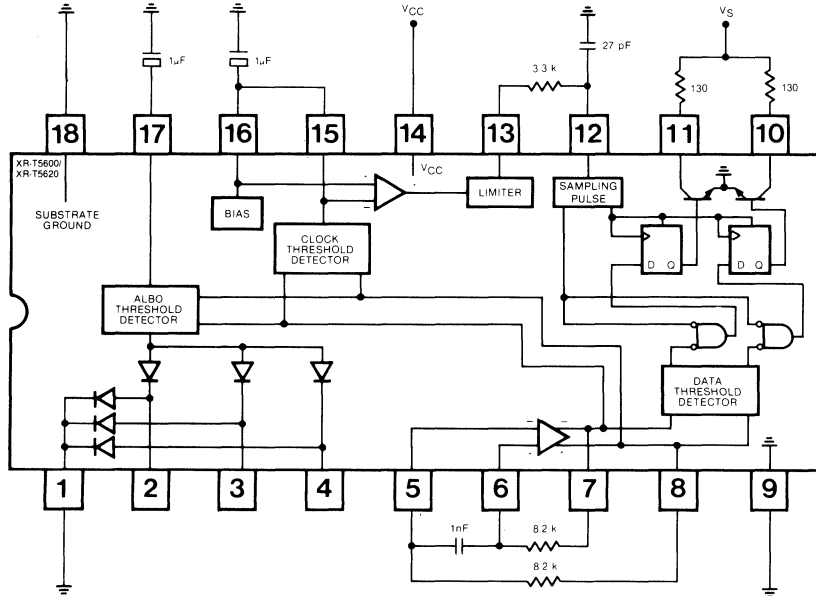 VCC
VS
1μF
1μF
27 pF
3.3 k
130
130
18
17
16
15
14
13
12
11
10
XR-T5600/
XR-T5620
VCC
SUBSTRATE
GROUND
BIAS
LIMITER
SAMPLING
PULSE
CLOCK
THRESHOLD
DETECTOR
D Q
D Q
ALBO
THRESHOLD
DETECTOR
DATA
THRESHOLD
DETECTOR
1
2
3
4
5
6
7
8
9
1nF
8.2 k
8.2 k